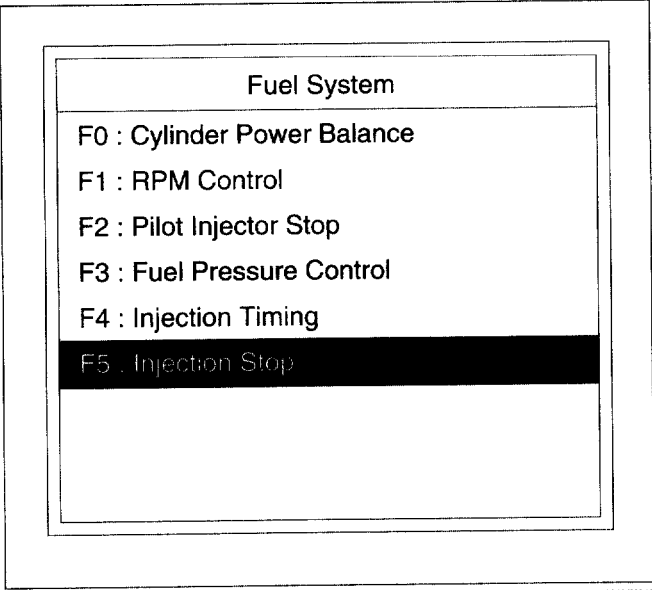 Fuel System
F0 : Cylinder Power Balance
F1 : RPM Control
F2 : Pilot Injector Stop
F3 : Fuel Pressure Control
F4 : Injection Timing
F5 : Injection Stop